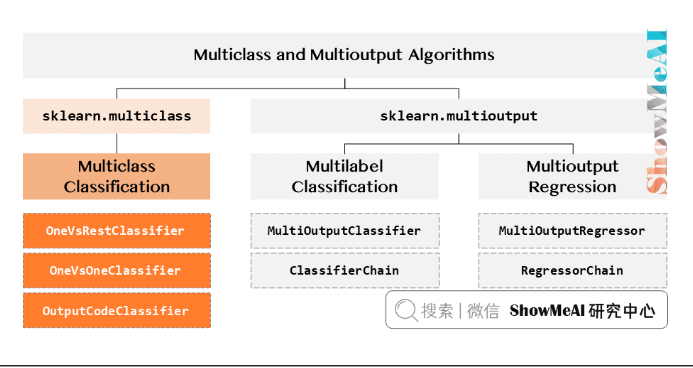 Multiclass and Multioutput Algorithms
sklearn.multiclass
sklearn.multioutput
Multiclass
Classification
Multilabel
Classification
Multioutput
Regression
OneVsRestClassifier
MultiOutputClassifier
MultiOutputRegressor
OneVsOneClassifier
ClassifierChain
RegressorChain
OutputCodeClassifier
搜索 | 微信 ShowMeAI 研究中心
ShowMeAI